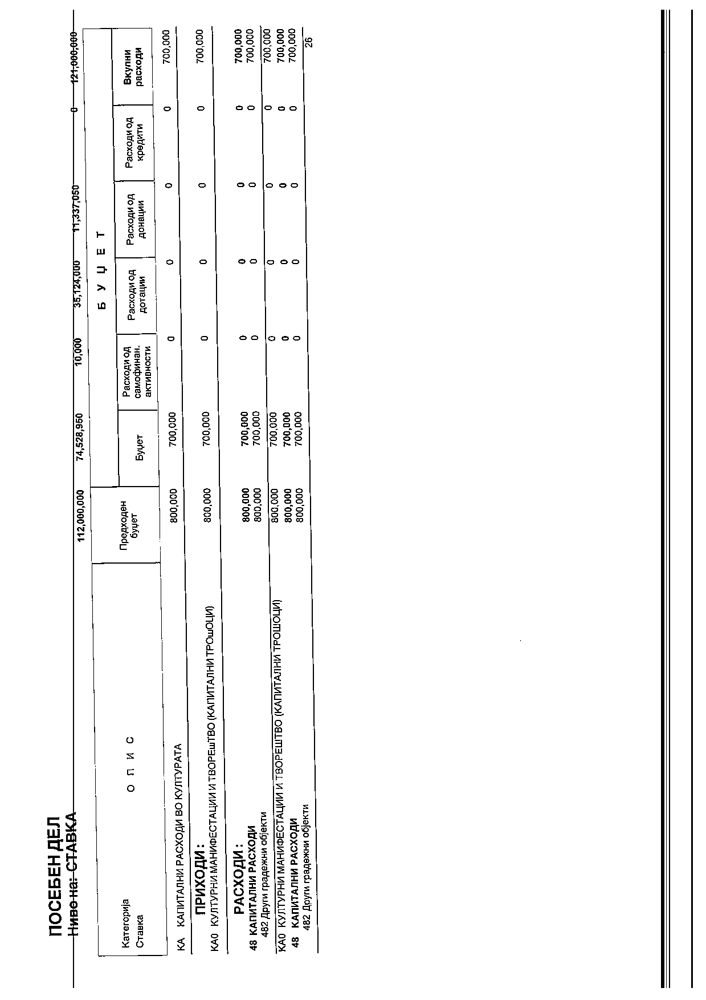 ПОСЕБЕН ДЕЛ
Ниво на: СТАВКА
112,000,000 74,528,950 10,000 35,124,000 11,337,050 0 121,000,000
Категорија
Ставка
О П И С
Предходен
буџет
Б У Џ Е Т
Буџет
Расходи од
самофинан.
активности
Расходи од
дотации
Расходи од
донации
Расходи од
кредити
Вкупни
расходи
КА КАПИТАЛНИ РАСХОДИ ВО КУЛТУРАТА 800,000 700,000 0 0 0 0 700,000
ПРИХОДИ :
КА0 КУЛТУРНИ МАНИФЕСТАЦИИ И ТВОРЕшТВО (КАПИТАЛНИ ТРОшОЦИ) 800,000 700,000 0 0 0 0 700,000
РАСХОДИ :
48 КАПИТАЛНИ РАСХОДИ 800,000 700,000 0 0 0 0 700,000
482 Други градежни објекти 800,000 700,000 0 0 0 0 700,000
КА0 КУЛТУРНИ МАНИФЕСТАЦИИ И ТВОРЕШТВО (КАПИТАЛНИ ТРОШОЦИ) 800,000 700,000 0 0 0 0 700,000
48 КАПИТАЛНИ РАСХОДИ 800,000 700,000 0 0 0 0 700,000
482 Други градежни објекти 800,000 700,000 0 0 0 0 700,000
26